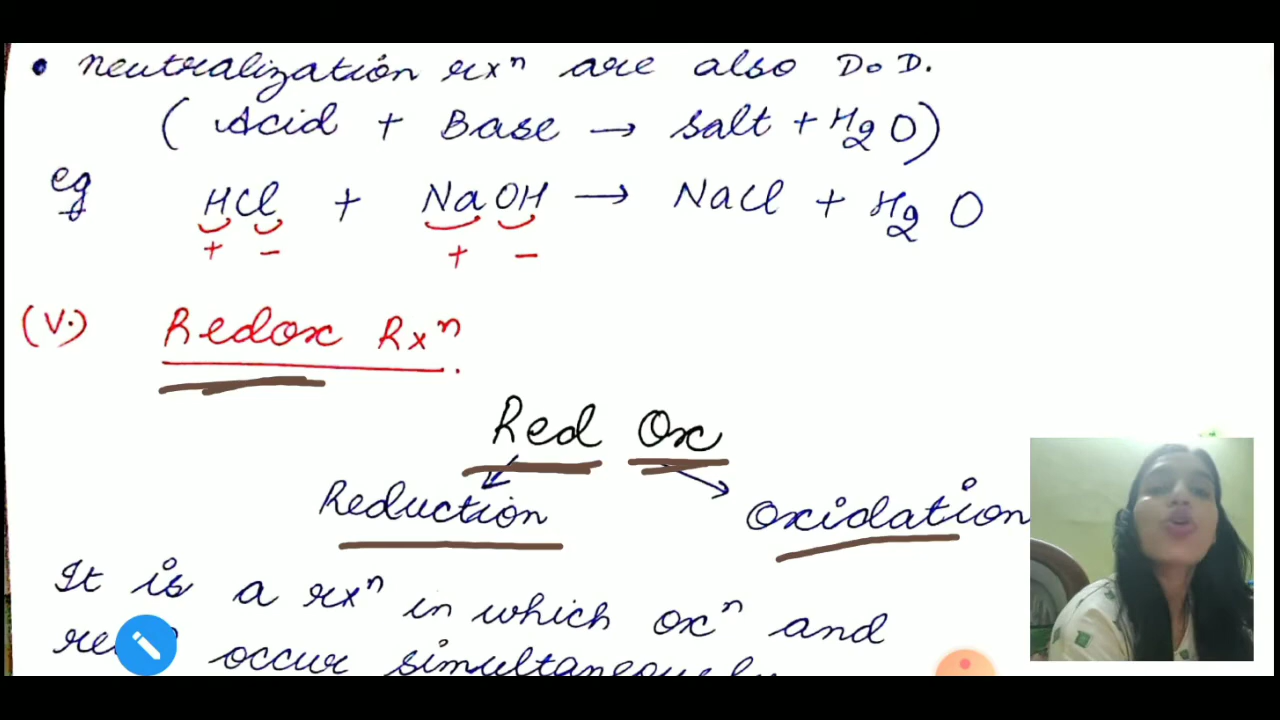 • Neutralization rxⁿ are also D.D.
( Acid + Base → Salt + H₂O)
eg HCl + NaOH → NaCl + H₂O
+ - + -
(V.) Redox Rxⁿ.
Red Ox
Reduction Oxidation
It is a rxⁿ in which oxⁿ and
occur simultaneously